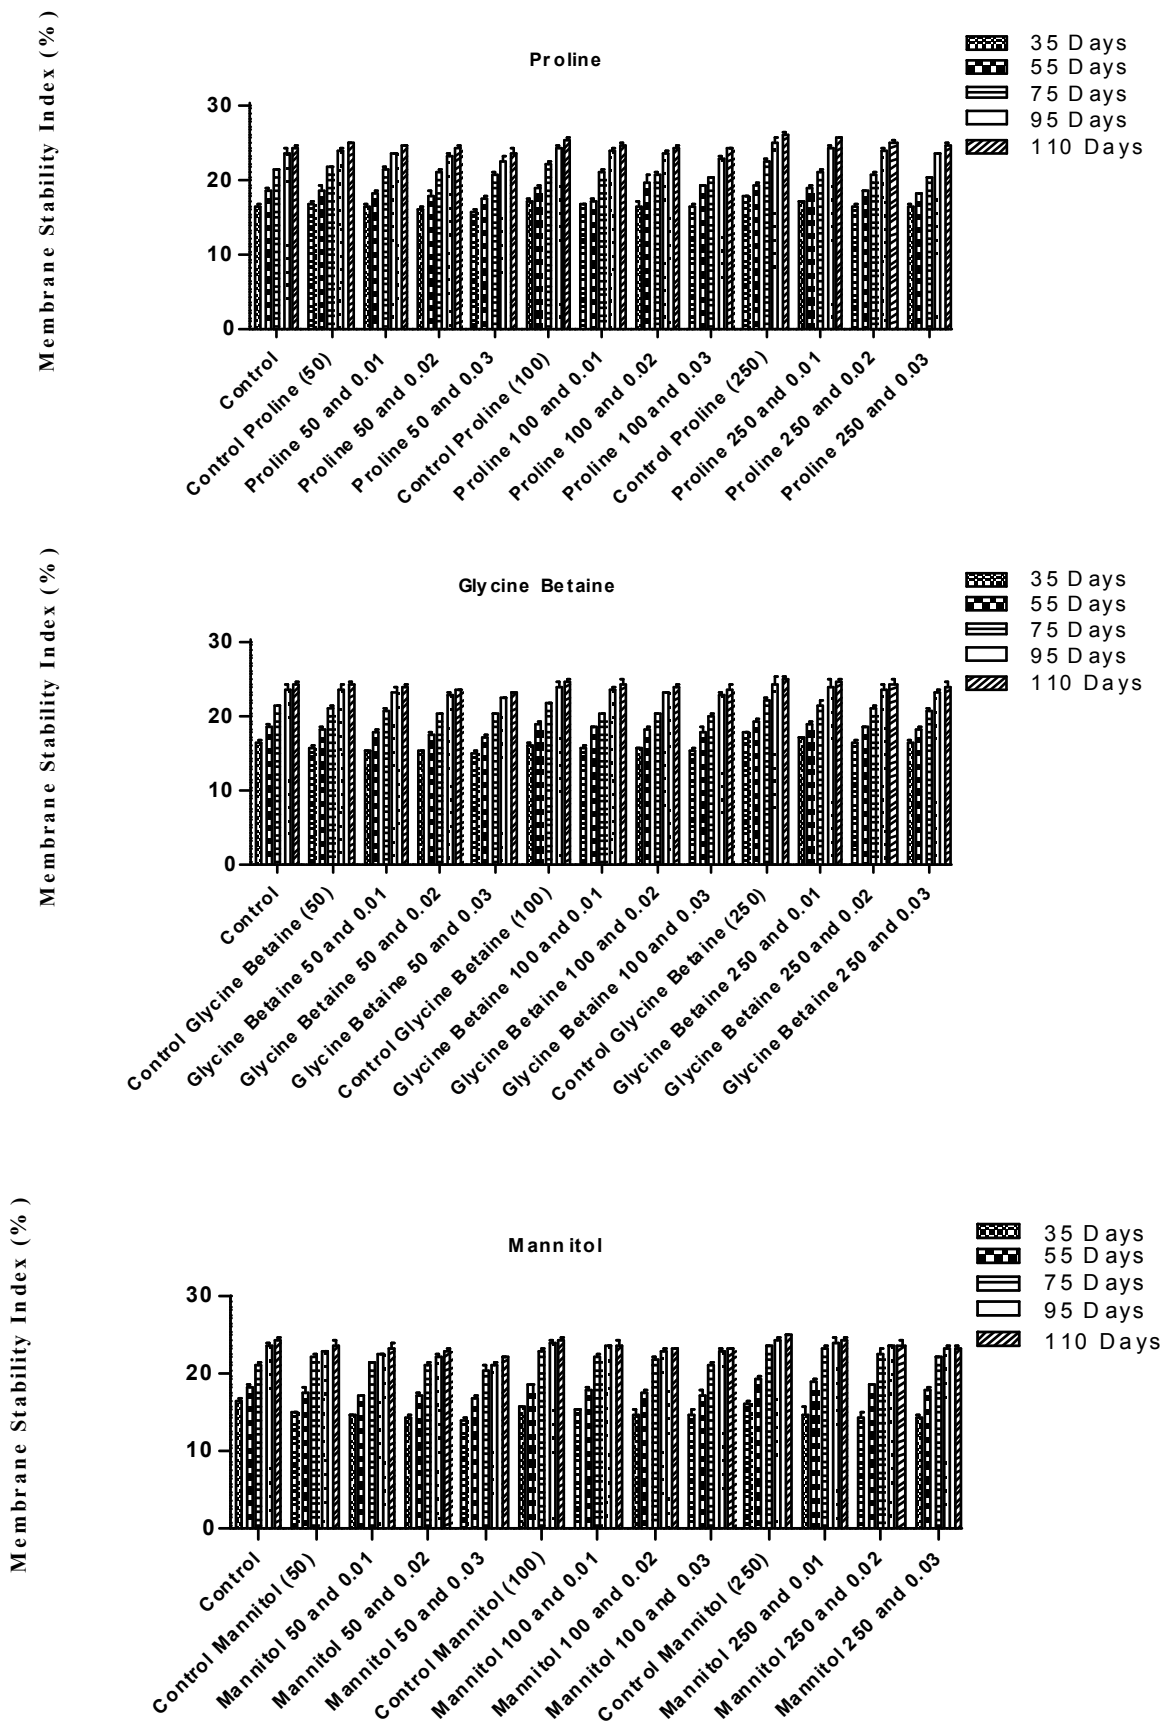 Membrane Stability Index (%)
Proline
35 Days
55 Days
75 Days
95 Days
110 Days
30
20
10
0
Control
Control Proline (50)
Proline 50 and 0.01
Proline 50 and 0.02
Proline 50 and 0.03
Control Proline (100)
Proline 100 and 0.01
Proline 100 and 0.02
Proline 100 and 0.03
Control Proline (250)
Proline 250 and 0.01
Proline 250 and 0.02
Proline 250 and 0.03
Membrane Stability Index (%)
Glycine Betaine
35 Days
55 Days
75 Days
95 Days
110 Days
30
20
10
0
Control
Control Glycine Betaine (50)
Glycine Betaine 50 and 0.01
Glycine Betaine 50 and 0.02
Glycine Betaine 50 and 0.03
Control Glycine Betaine (100)
Glycine Betaine 100 and 0.01
Glycine Betaine 100 and 0.02
Glycine Betaine 100 and 0.03
Control Glycine Betaine (250)
Glycine Betaine 250 and 0.01
Glycine Betaine 250 and 0.02
Glycine Betaine 250 and 0.03
Membrane Stability Index (%)
Mannitol
35 Days
55 Days
75 Days
95 Days
110 Days
30
20
10
0
Control
Control Mannitol (50)
Mannitol 50 and 0.01
Mannitol 50 and 0.02
Mannitol 50 and 0.03
Control Mannitol (100)
Mannitol 100 and 0.01
Mannitol 100 and 0.02
Mannitol 100 and 0.03
Control Mannitol (250)
Mannitol 250 and 0.01
Mannitol 250 and 0.02
Mannitol 250 and 0.03